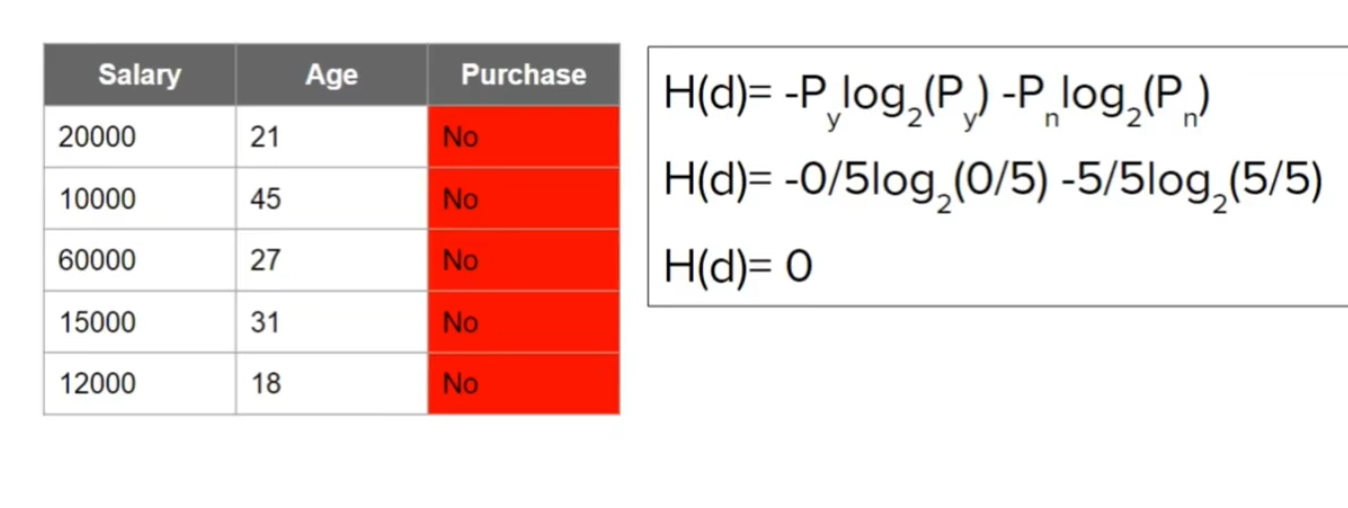 Salary Age Purchase
20000 21 No
10000 45 No
60000 27 No
15000 31 No
12000 18 No
H(d)= -Pylog2(Py) -Pnlog2(Pn)
H(d)= -0/5log2(0/5) -5/5log2(5/5)
H(d)= 0